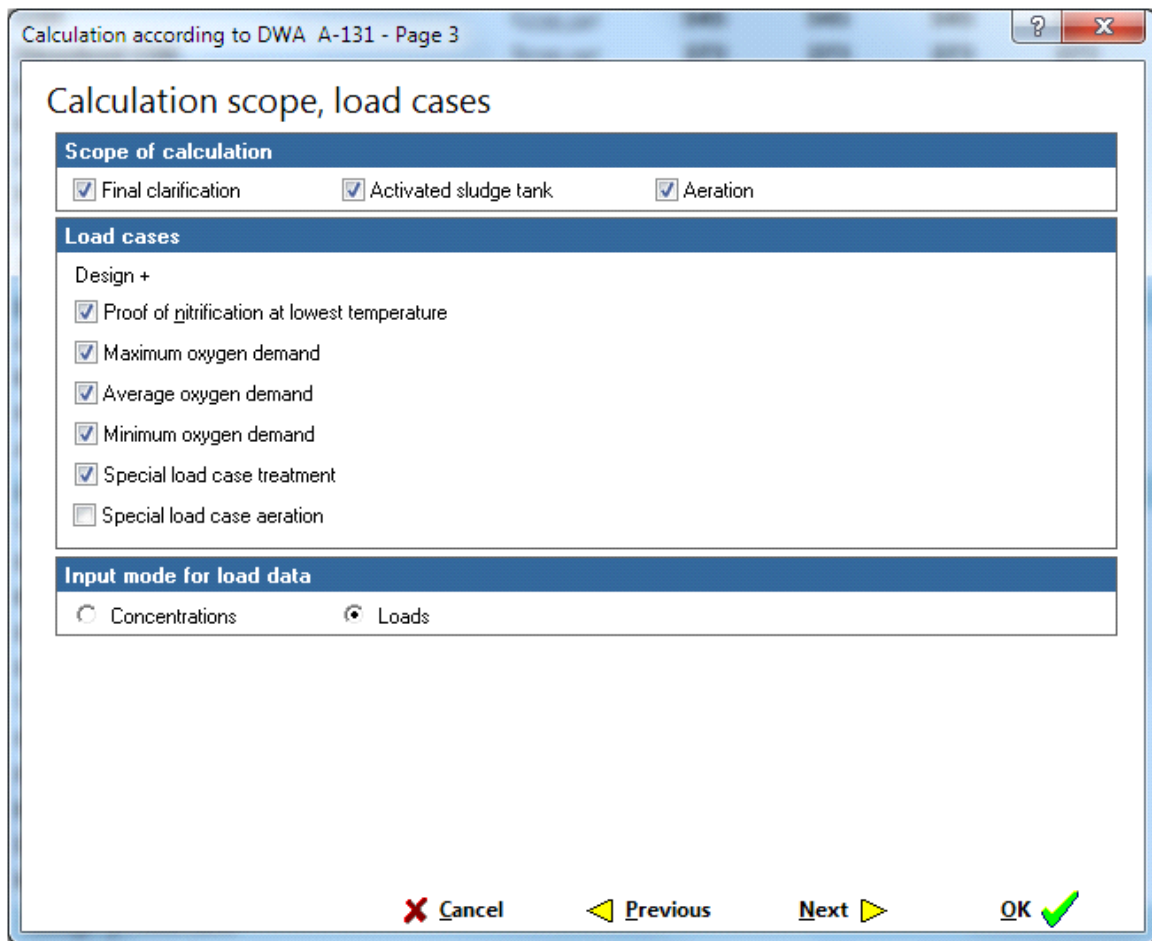 Calculation according to DWA A-131 - Page 3
?
Calculation scope, load cases
Scope of calculation
Final clarification Activated sludge tank Aeration
Load cases
Design +
Proof of nitrification at lowest temperature
Maximum oxygen demand
Average oxygen demand
Minimum oxygen demand
Special load case treatment
Special load case aeration
Input mode for load data
Concentrations Loads
Cancel Previous Next OK